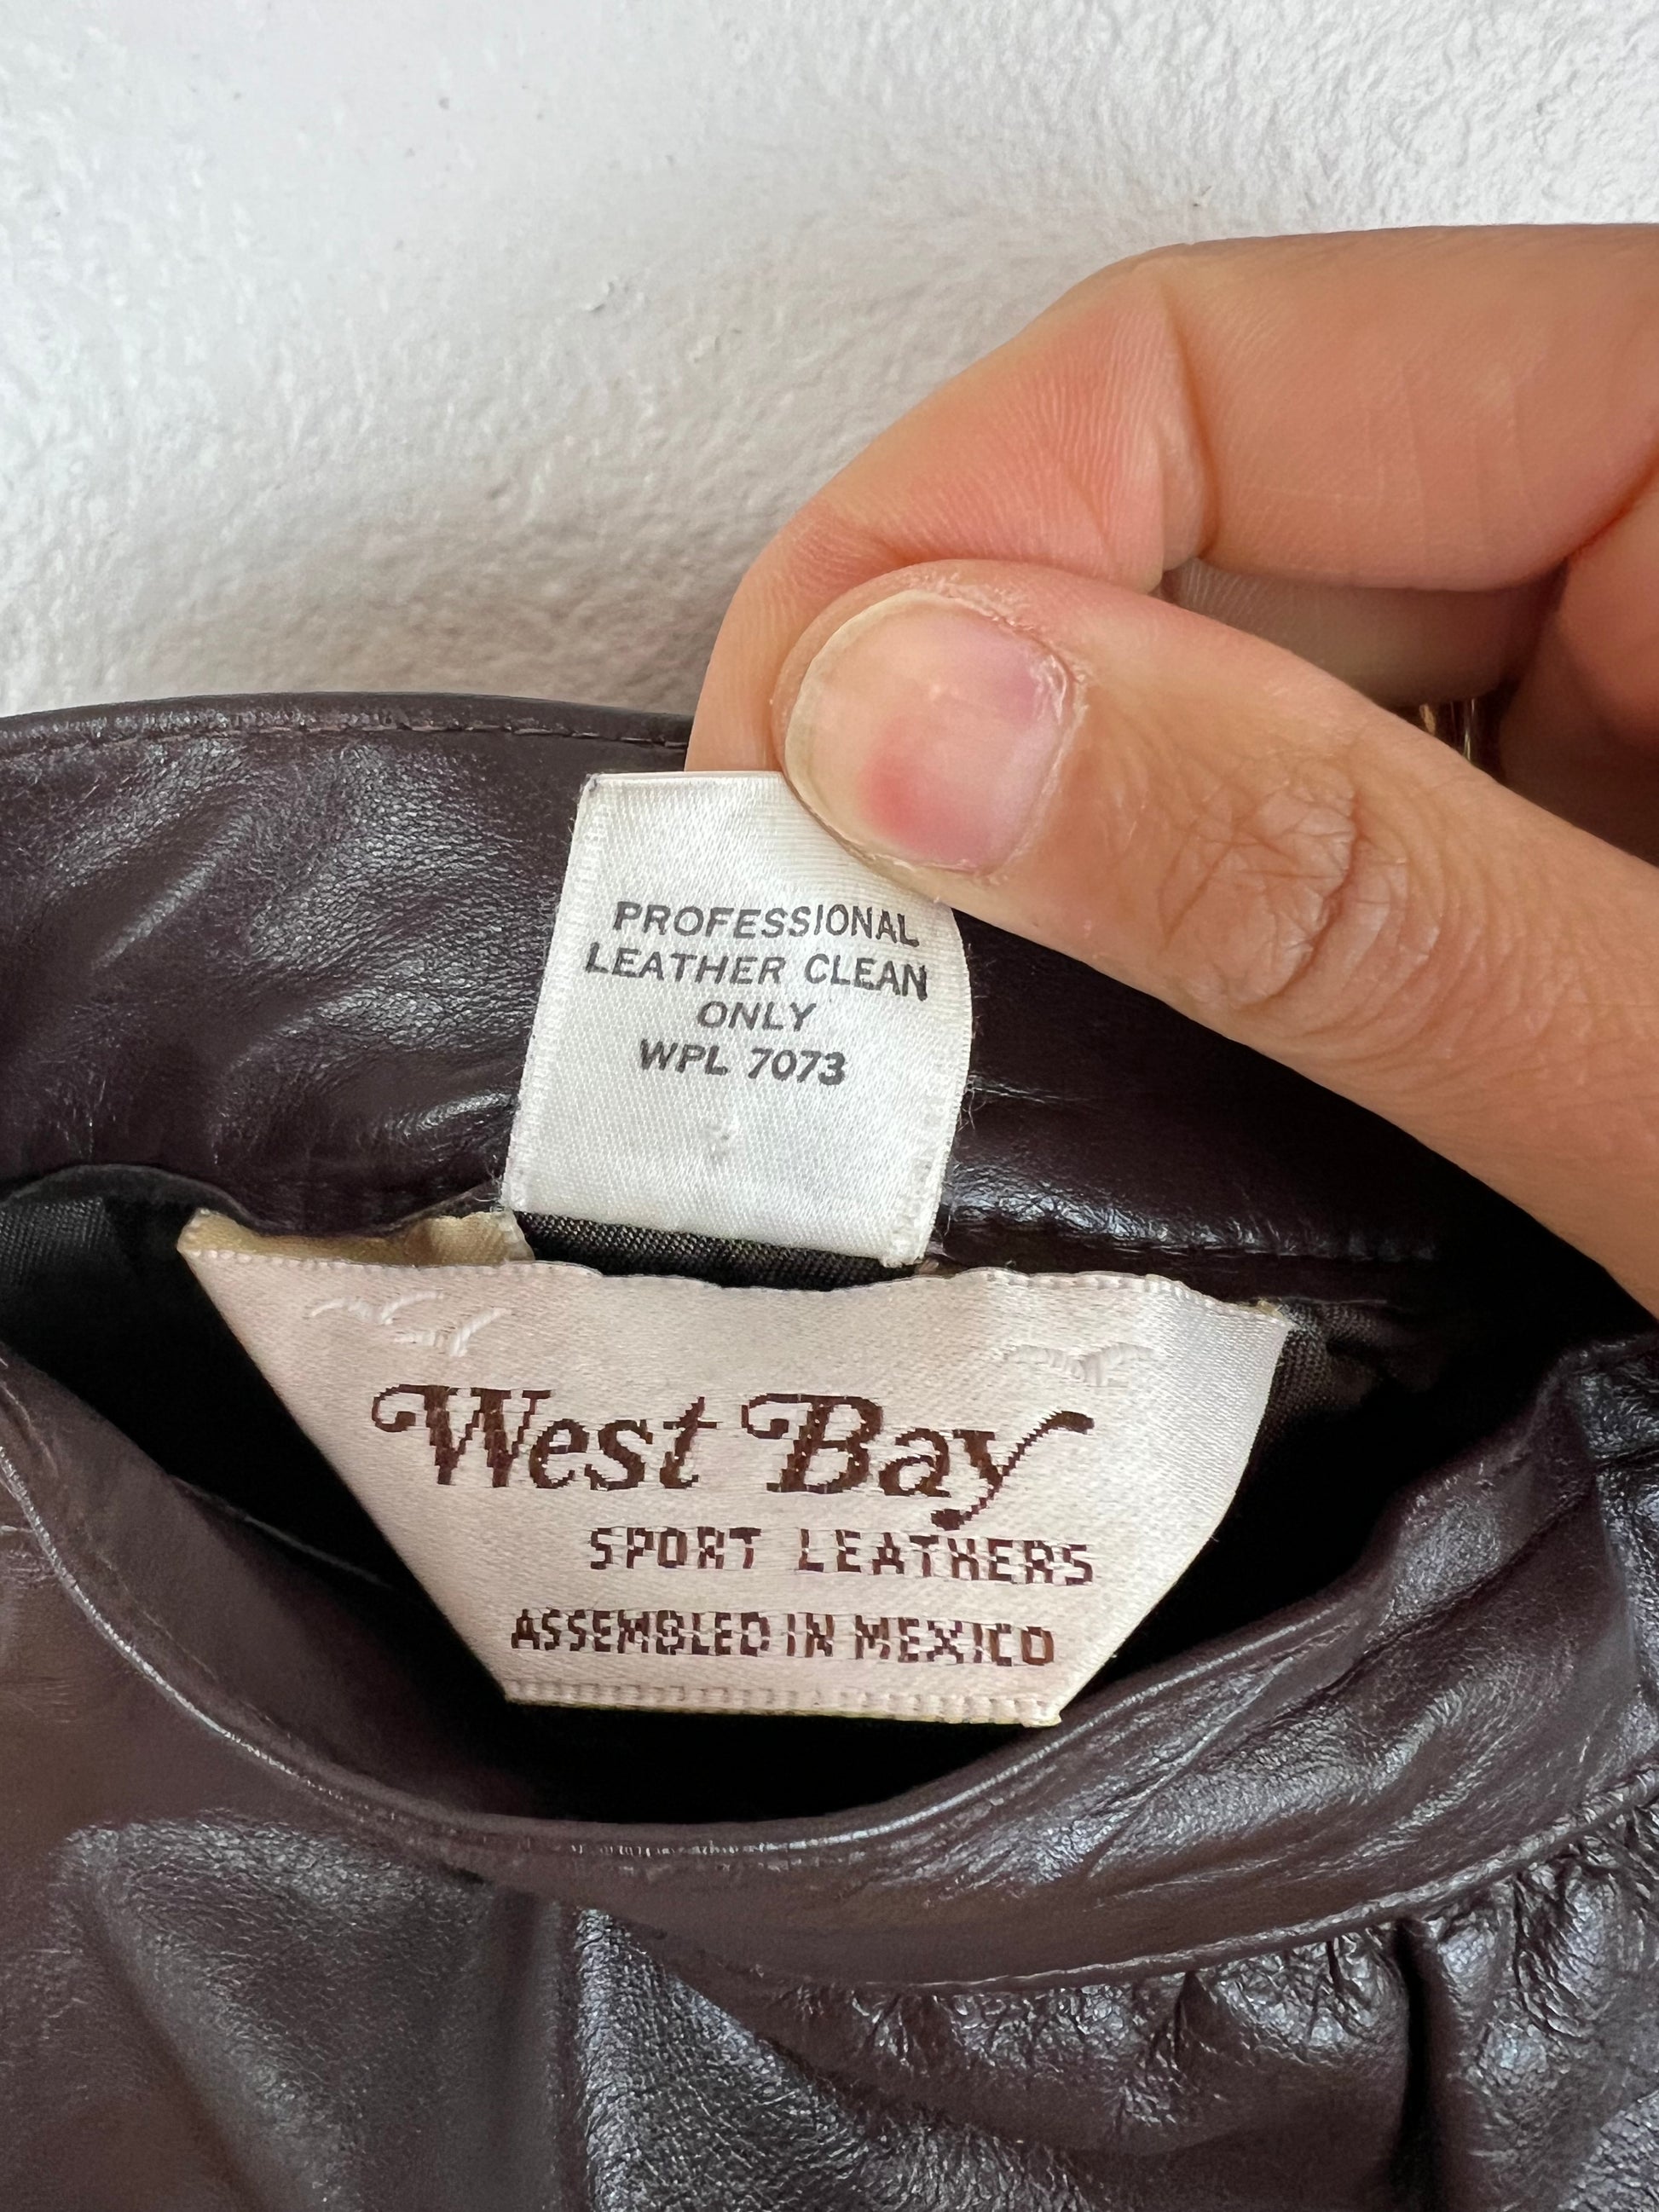 PROFESSIONAL
LEATHER CLEAN
ONLY
WPL 7073
West Bay
SPORT LEATHERS
ASSEMBLED IN MEXICO